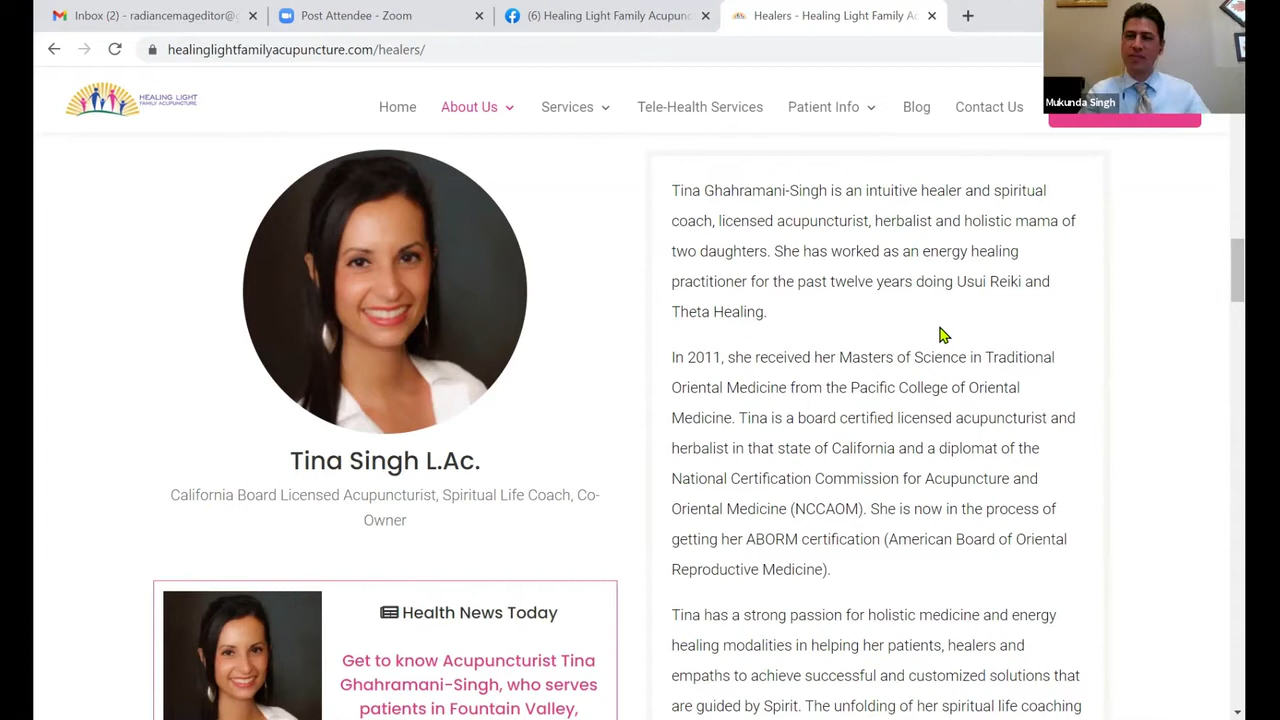 Inbox (2) - radiancemageditor@
Post Attendee - Zoom
(6) Healing Light Family Acupunc
Healers - Healing Light Family Ac
healinglightfamilyacupuncture.com/healers/
Mukunda Singh
HEALING LIGHT
FAMILY ACUPUNCTURE
Home
About Us
Services
Tele-Health Services
Patient Info
Blog
Contact Us
Tina Singh L.Ac.
California Board Licensed Acupuncturist, Spiritual Life Coach, Co-
Owner
Health News Today
Get to know Acupuncturist Tina
Ghahramani-Singh, who serves
patients in Fountain Valley,
Tina Ghahramani-Singh is an intuitive healer and spiritual
coach, licensed acupuncturist, herbalist and holistic mama of
two daughters. She has worked as an energy healing
practitioner for the past twelve years doing Usui Reiki and
Theta Healing.
In 2011, she received her Masters of Science in Traditional
Oriental Medicine from the Pacific College of Oriental
Medicine. Tina is a board certified licensed acupuncturist and
herbalist in that state of California and a diplomat of the
National Certification Commission for Acupuncture and
Oriental Medicine (NCCAOM). She is now in the process of
getting her ABORM certification (American Board of Oriental
Reproductive Medicine).
Tina has a strong passion for holistic medicine and energy
healing modalities in helping her patients, healers and
empaths to achieve successful and customized solutions that
are guided by Spirit. The unfolding of her spiritual life coaching